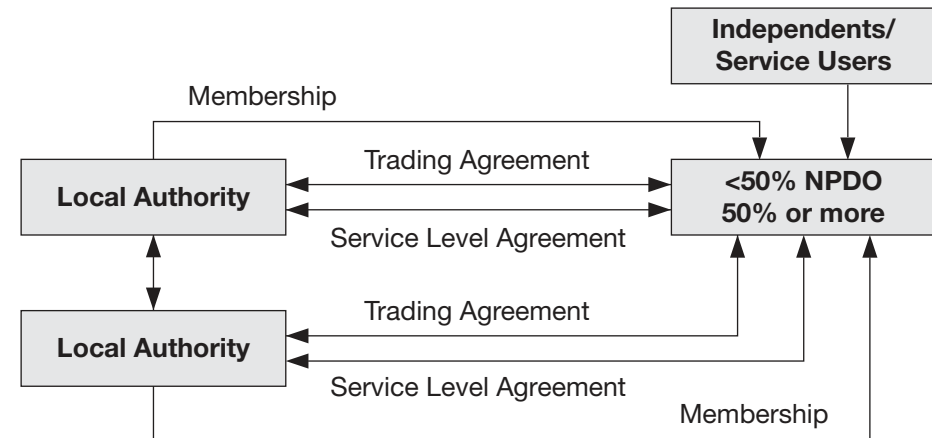 Independents/
Service Users
Membership
Trading Agreement
Local Authority
<50% NPDO
50% or more
Service Level Agreement
Trading Agreement
Local Authority
Service Level Agreement
Membership